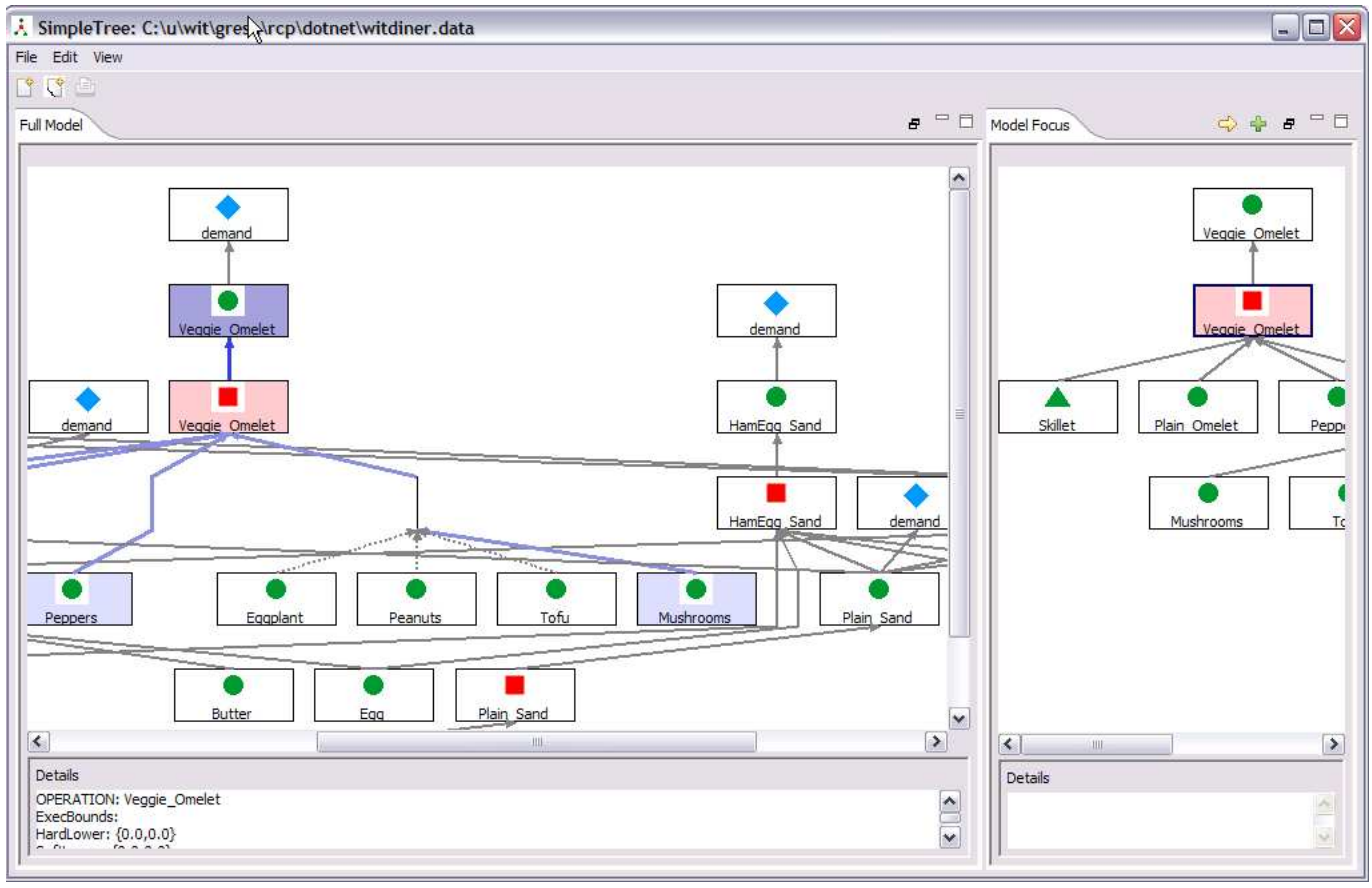 SimpleTree: C:\u\wit\gres\rcp\dotnet\witdiner.data
File Edit View
Full Model
Model Focus
demand
Veggie_Omelet
demand
Veggie_Omelet
HamEgg_Sand
demand
HamEgg_Sand
demand
Peppers
Eggplant
Peanuts
Tofu
Mushrooms
Plain_Sand
Butter
Egg
Plain_Sand
Veggie_Omelet
Veggie_Omelet
Skillet
Plain_Omelet
Peppe
Mushrooms
To
Details
OPERATION: Veggie_Omelet
ExecBounds:
HardLower: {0.0,0.0}
Details